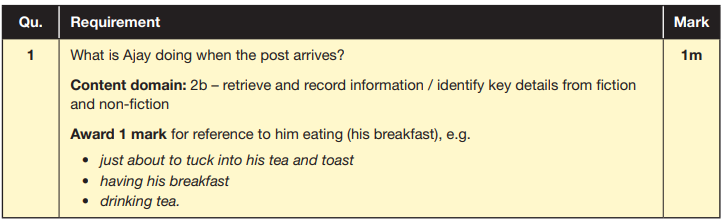 Qu. Requirement Mark
1 What is Ajay doing when the post arrives? 1m
Content domain: 2b – retrieve and record information / identify key details from fiction
and non-fiction
Award 1 mark for reference to him eating (his breakfast), e.g.
• just about to tuck into his tea and toast
• having his breakfast
• drinking tea.